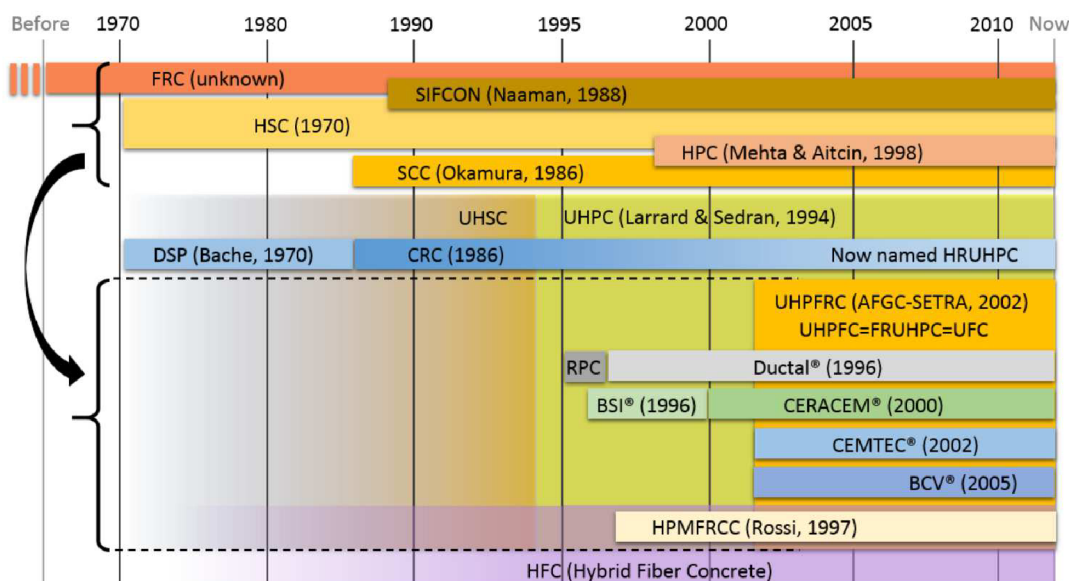 Before 1970 1980 1990 1995 2000 2005 2010 Now
FRC (unknown)
SIFCON (Naaman, 1988)
HSC (1970)
HPC (Mehta & Aitcin, 1998)
SCC (Okamura, 1986)
UHSC UHPC (Larrard & Sedran, 1994)
DSP (Bache, 1970) CRC (1986) Now named HRUHPC
UHPFRC (AFGC-SETRA, 2002)
UHPFC=FRUHPC=UFC
RPC Ductal® (1996)
BSI® (1996) CERACEM® (2000)
CEMTEC® (2002)
BCV® (2005)
HPMFRCC (Rossi, 1997)
HFC (Hybrid Fiber Concrete)